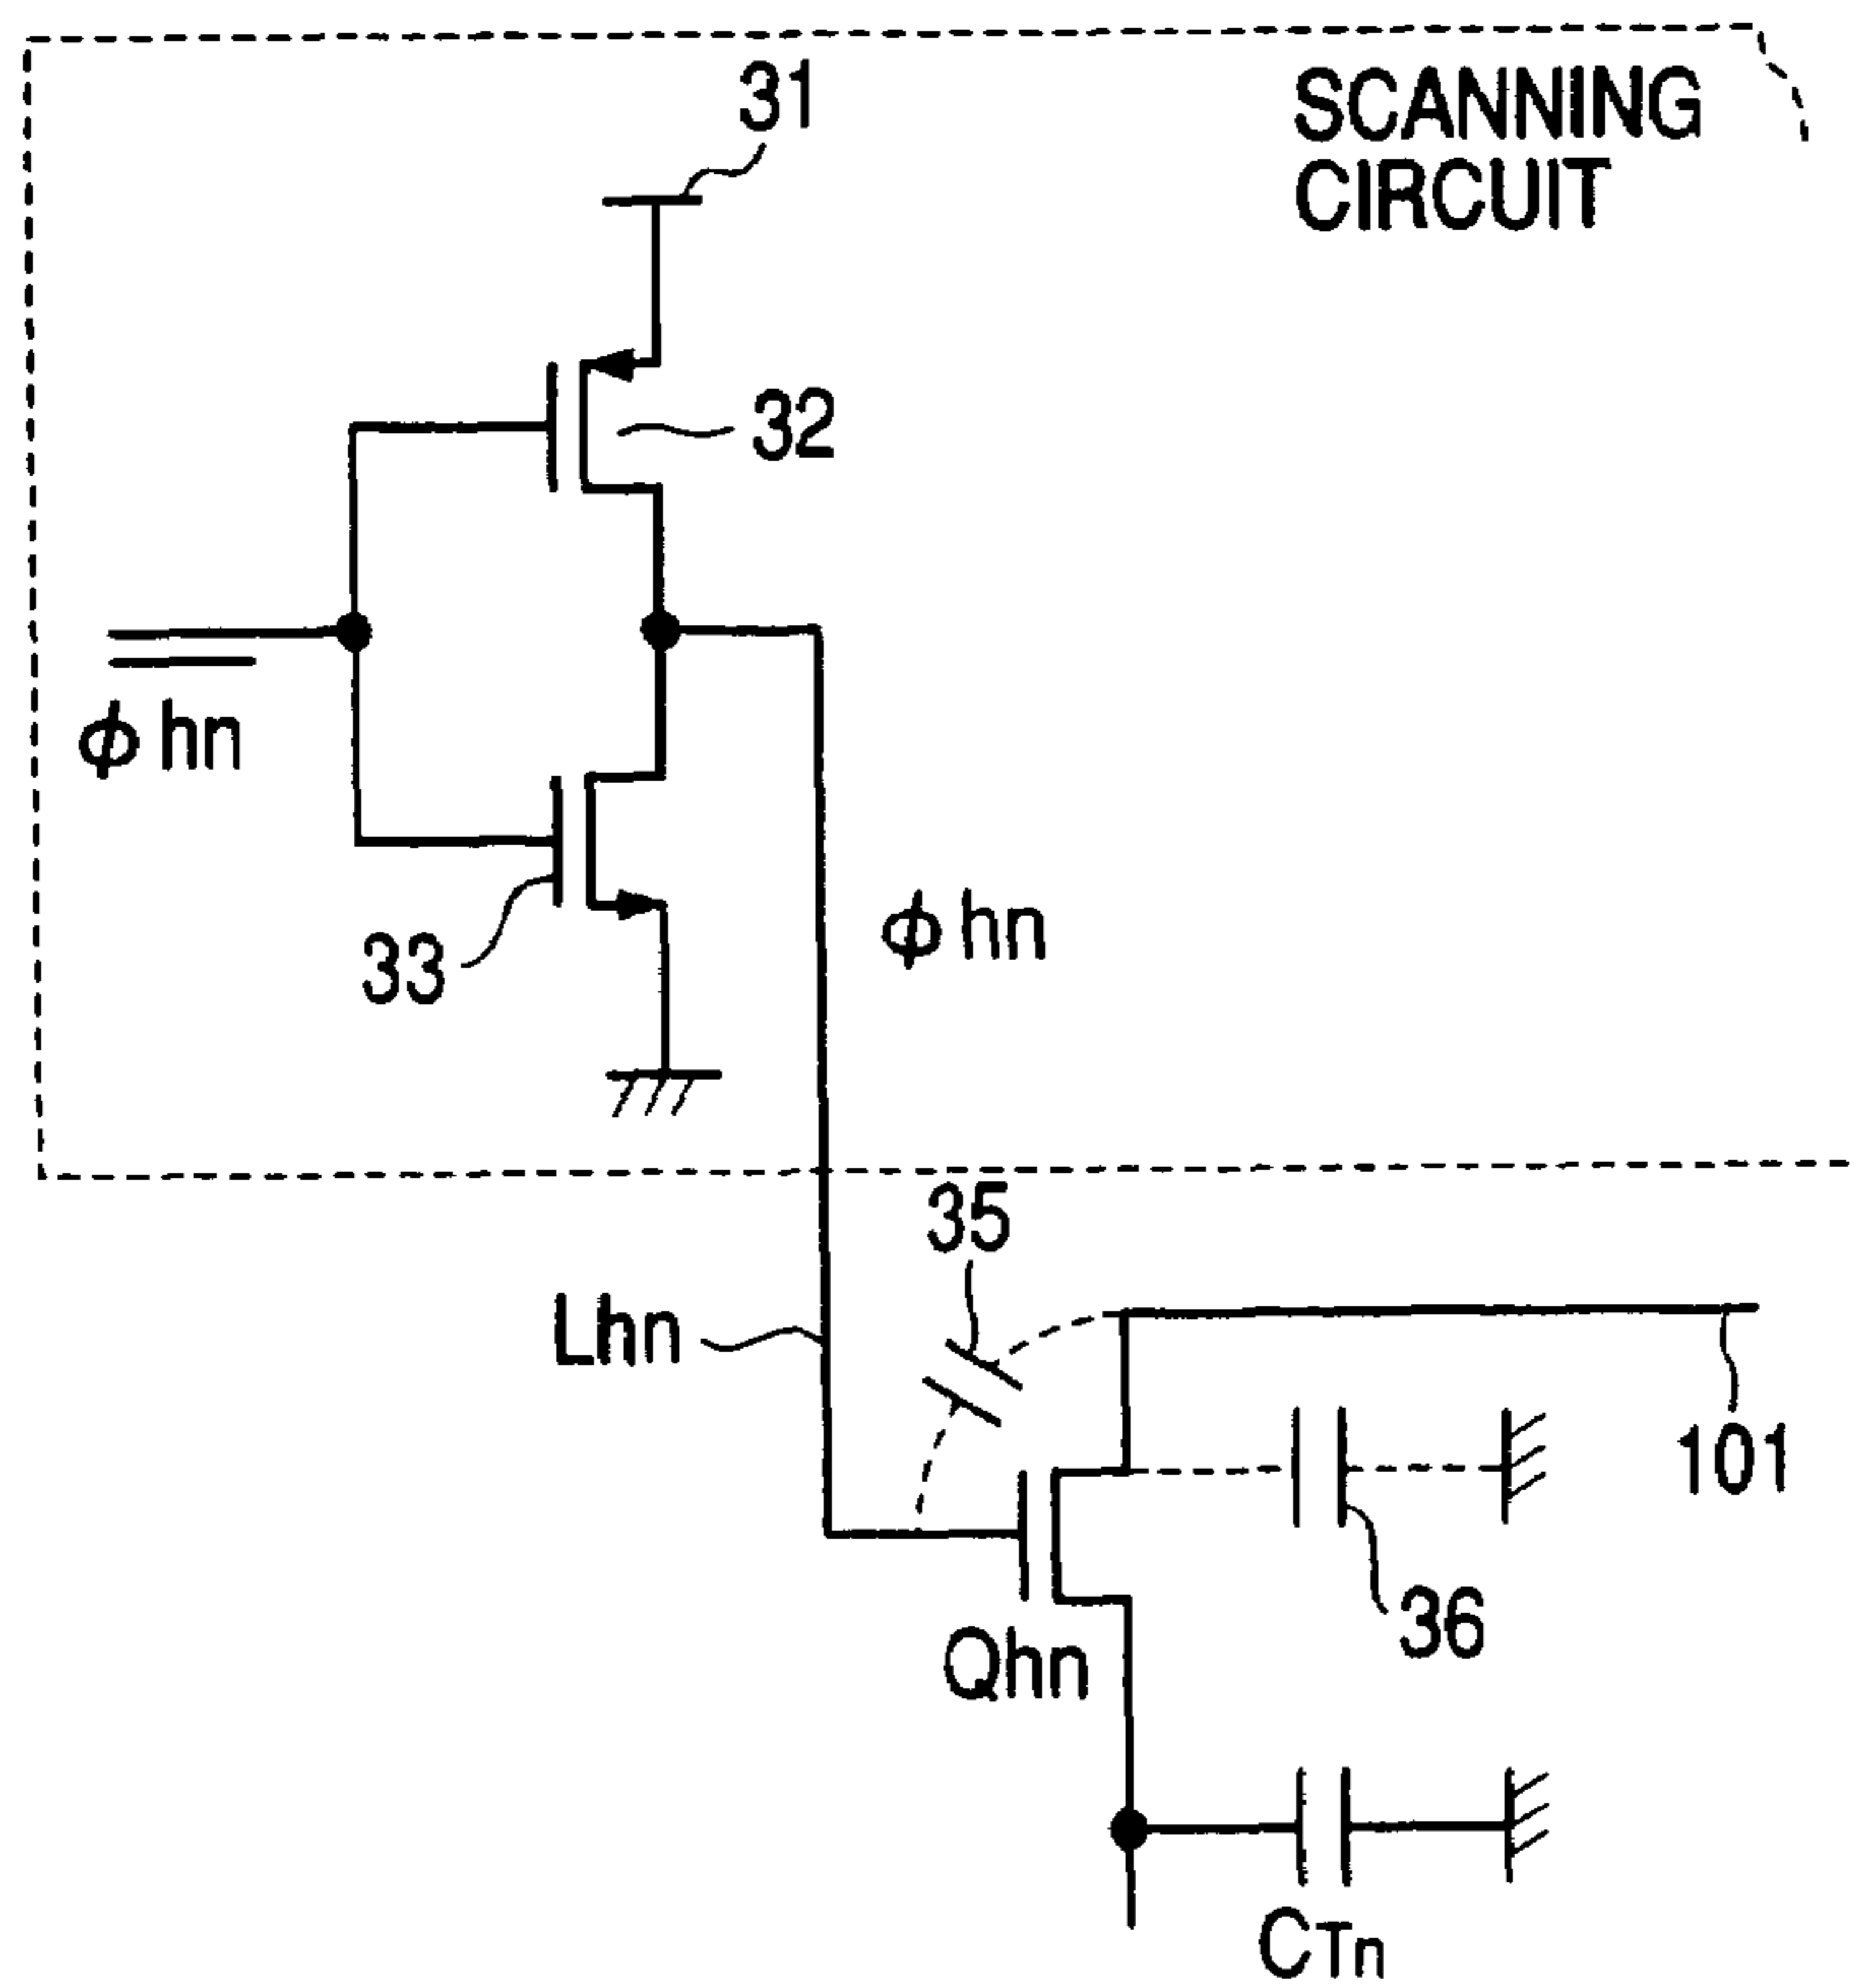 31
SCANNING
CIRCUIT
32
ϕhn
33
ϕhn
35
Lhn
101
36
Qhn
CTn